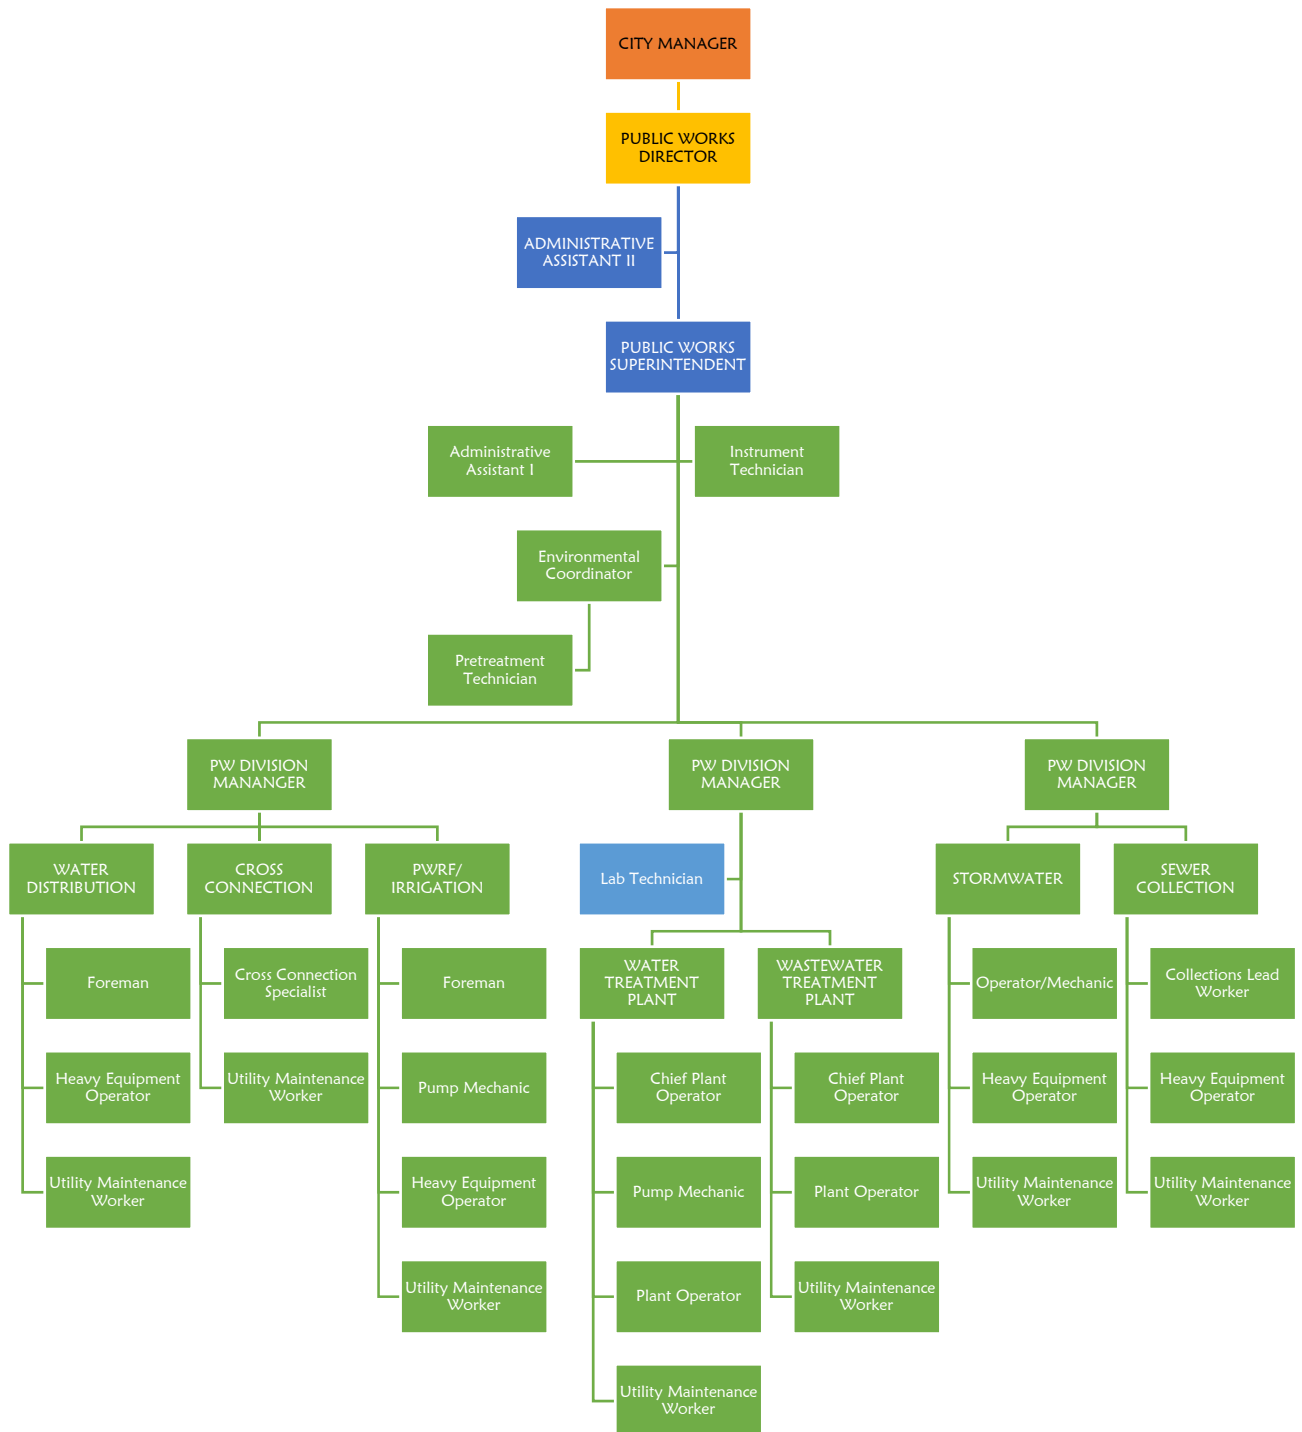 CITY MANAGER
PUBLIC WORKS
DIRECTOR
ADMINISTRATIVE
ASSISTANT II
PUBLIC WORKS
SUPERINTENDENT
Administrative
Assistant I
Instrument
Technician
Environmental
Coordinator
Pretreatment
Technician
PW DIVISION
MANANGER
PW DIVISION
MANAGER
PW DIVISION
MANAGER
WATER
DISTRIBUTION
CROSS
CONNECTION
PWRF/
IRRIGATION
Lab Technician
STORMWATER
SEWER
COLLECTION
Foreman
Cross Connection
Specialist
Foreman
WATER
TREATMENT
PLANT
WASTEWATER
TREATMENT
PLANT
Operator/Mechanic
Collections Lead
Worker
Heavy Equipment
Operator
Utility Maintenance
Worker
Pump Mechanic
Chief Plant
Operator
Chief Plant
Operator
Heavy Equipment
Operator
Heavy Equipment
Operator
Utility Maintenance
Worker
Heavy Equipment
Operator
Pump Mechanic
Plant Operator
Utility Maintenance
Worker
Utility Maintenance
Worker
Utility Maintenance
Worker
Plant Operator
Utility Maintenance
Worker
Utility Maintenance
Worker